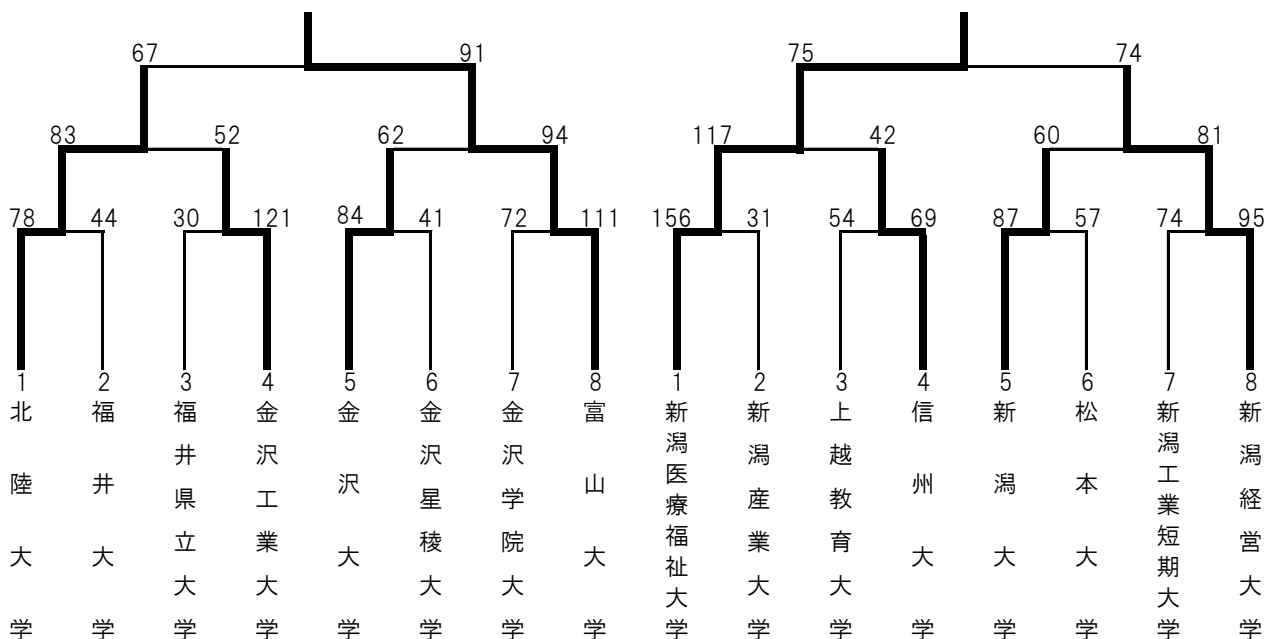 67 91 75 74
83 52 62 94 117 42 60 81
78 44 30 121 84 41 72 111 156 31 54 69 87 57 74 95
1 2 3 4 5 6 7 8 1 2 3 4 5 6 7 8
北陸大学
福井大学
福井県立大学
金沢工業大学
金沢大学
金沢星稜大学
金沢学院大学
富山大学
新潟医療福祉大学
新潟産業大学
上越教育大学
信州大学
新潟大学
松本大学
新潟工業短期大学
新潟経営大学